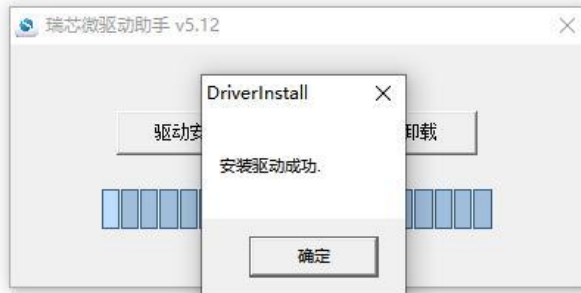 瑞芯微驱动助手 v5.12
DriverInstall
驱动安
卸载
安装驱动成功.
确定